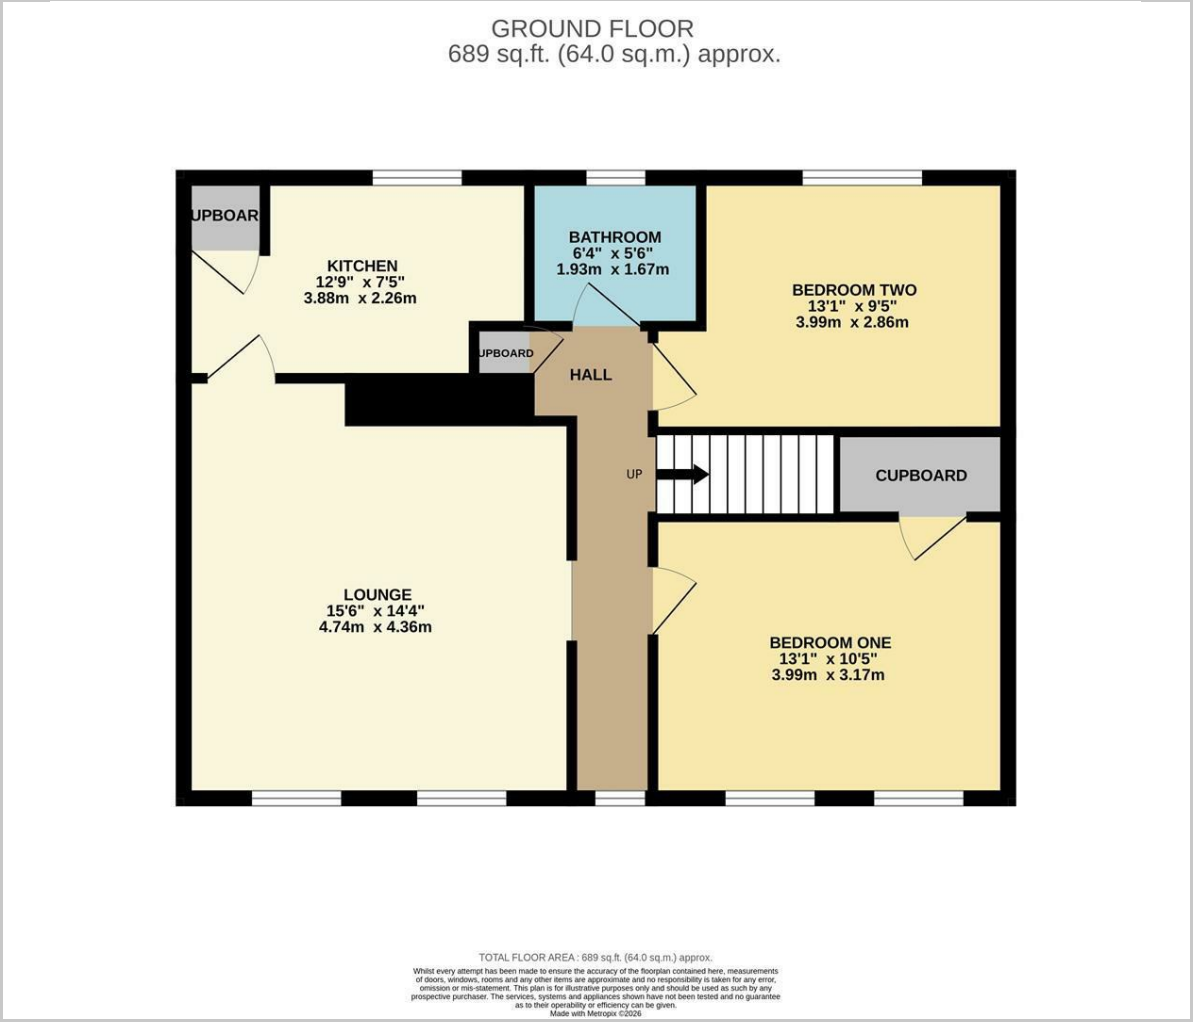 GROUND FLOOR
689 sq.ft. (64.0 sq.m.) approx.
UPBOAR
KITCHEN
12'9" x 7'5"
3.88m x 2.26m
BATHROOM
6'4" x 5'6"
1.93m x 1.67m
BEDROOM TWO
13'1" x 9'5"
3.99m x 2.86m
UPBOARD
HALL
UP
CUPBOARD
LOUNGE
15'6" x 14'4"
4.74m x 4.36m
BEDROOM ONE
13'1" x 10'5"
3.99m x 3.17m
TOTAL FLOOR AREA : 689 sq.ft. (64.0 sq.m.) approx.
Whilst every attempt has been made to ensure the accuracy of the floorplan contained here, measurements
of doors, windows, rooms and any other items are approximate and no responsibility is taken for any error,
omission or mis-statement. This plan is for illustrative purposes only and should be used as such by any
prospective purchaser. The services, systems and appliances shown have not been tested and no guarantee
as to their operability or efficiency can be given.
Made with Metropix ©2026